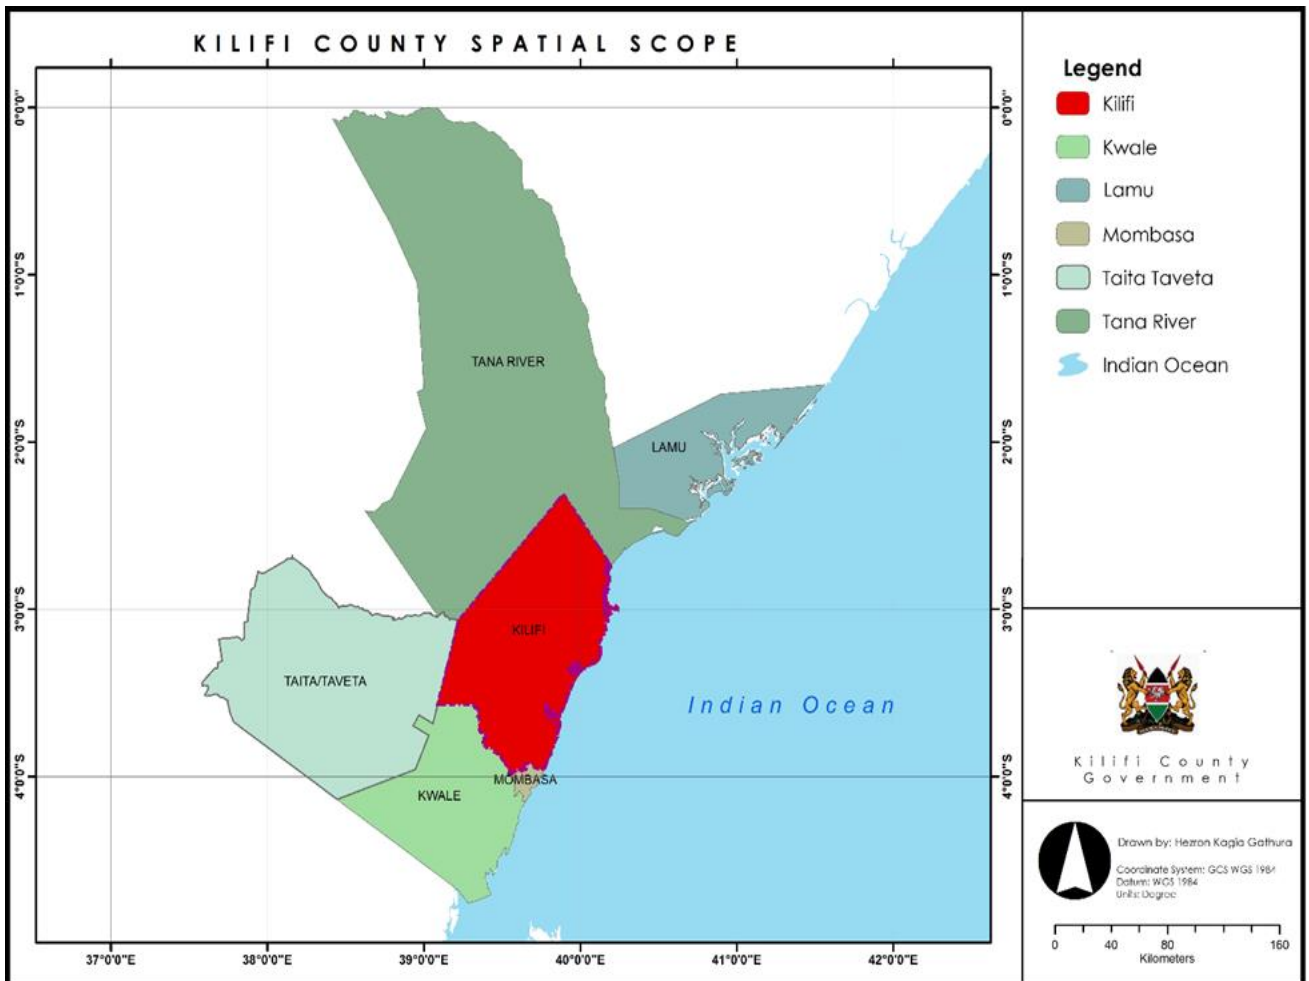 KILIFI COUNTY SPATIAL SCOPE
0°0'0"
0°0'0"
1°0'0"S
1°0'0"S
2°0'0"S
2°0'0"S
3°0'0"S
3°0'0"S
4°0'0"S
4°0'0"S
TANA RIVER
LAMU
KILIFI
TAITA/TAVETA
Indian Ocean
MOMBASA
KWALE
37°0'0"E
38°0'0"E
39°0'0"E
40°0'0"E
41°0'0"E
42°0'0"E
Legend
Kilifi
Kwale
Lamu
Mombasa
Taita Taveta
Tana River
Indian Ocean
Kilifi County
Government
Drawn by: Hezron Kagia Gathura
Coordinate System: GCS WGS 1984
Datum: WGS 1984
Units: Degree
0 40 80 160
Kilometers